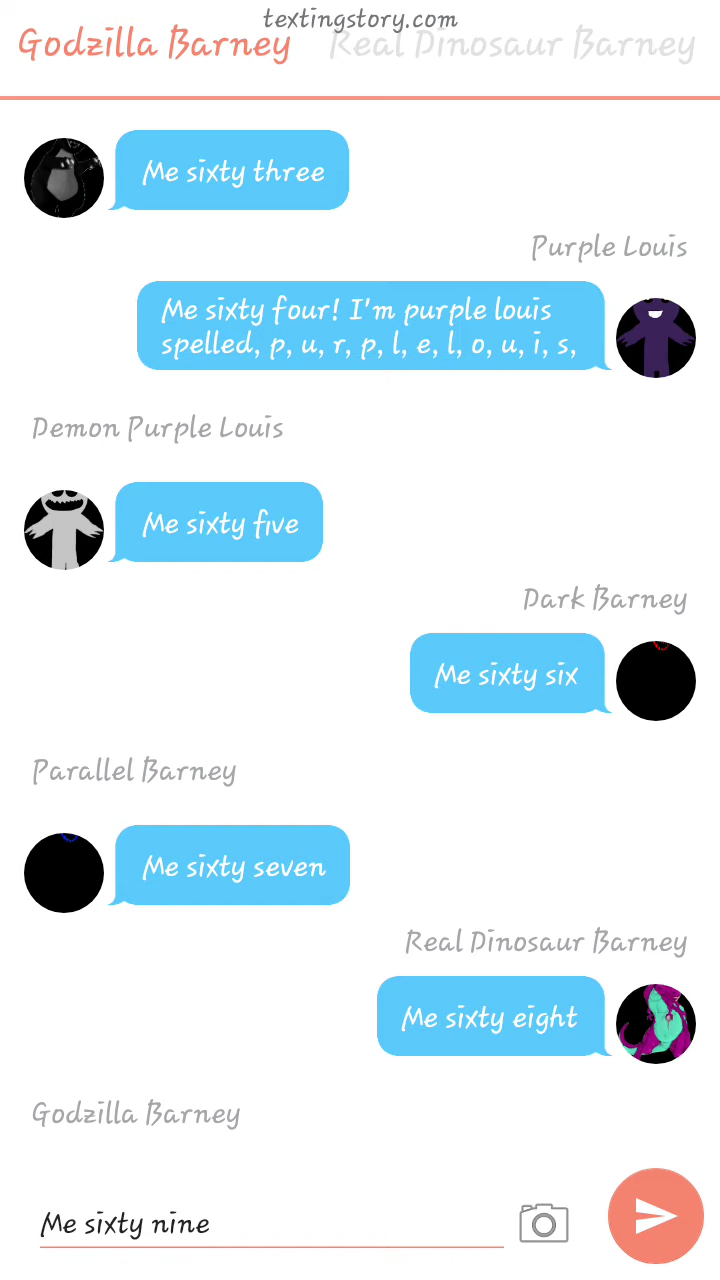 textingstory.com
Godzilla Barney
Real Dinosaur Barney
Me sixty three
Purple Louis
Me sixty four! I'm purple louis
spelled, p, u, r, p, l, e, l, o, u, i, s,
Demon Purple Louis
Me sixty five
Dark Barney
Me sixty six
Parallel Barney
Me sixty seven
Real Dinosaur Barney
Me sixty eight
Godzilla Barney
Me sixty nine